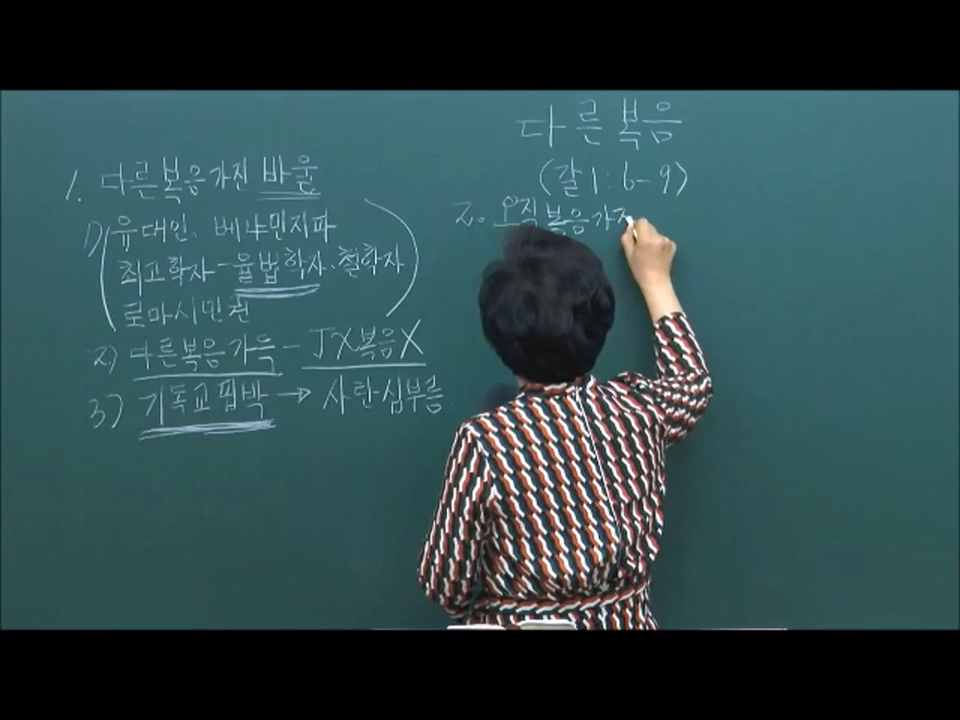 다른복음
(갈 1:6-9)
1. 다른복음가진 바울
1) 유대인, 베냐민지파
최고학자-율법학자, 철학자
로마시민권
2) 다른복음가득 - JX복음X
3) 기독교핍박 → 사탄심부름
2. 오직복음가지